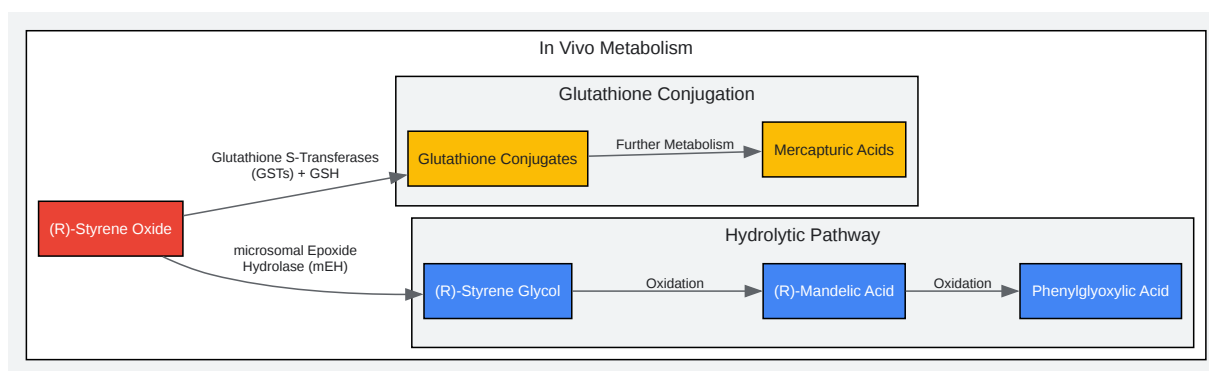 In Vivo Metabolism
Glutathione Conjugation
Glutathione S-Transferases
(GSTs) + GSH
Glutathione Conjugates
Further Metabolism
Mercapturic Acids
(R)-Styrene Oxide
microsomal Epoxide
Hydrolase (mEH)
Hydrolytic Pathway
(R)-Styrene Glycol
Oxidation
(R)-Mandelic Acid
Oxidation
Phenylglyoxylic Acid